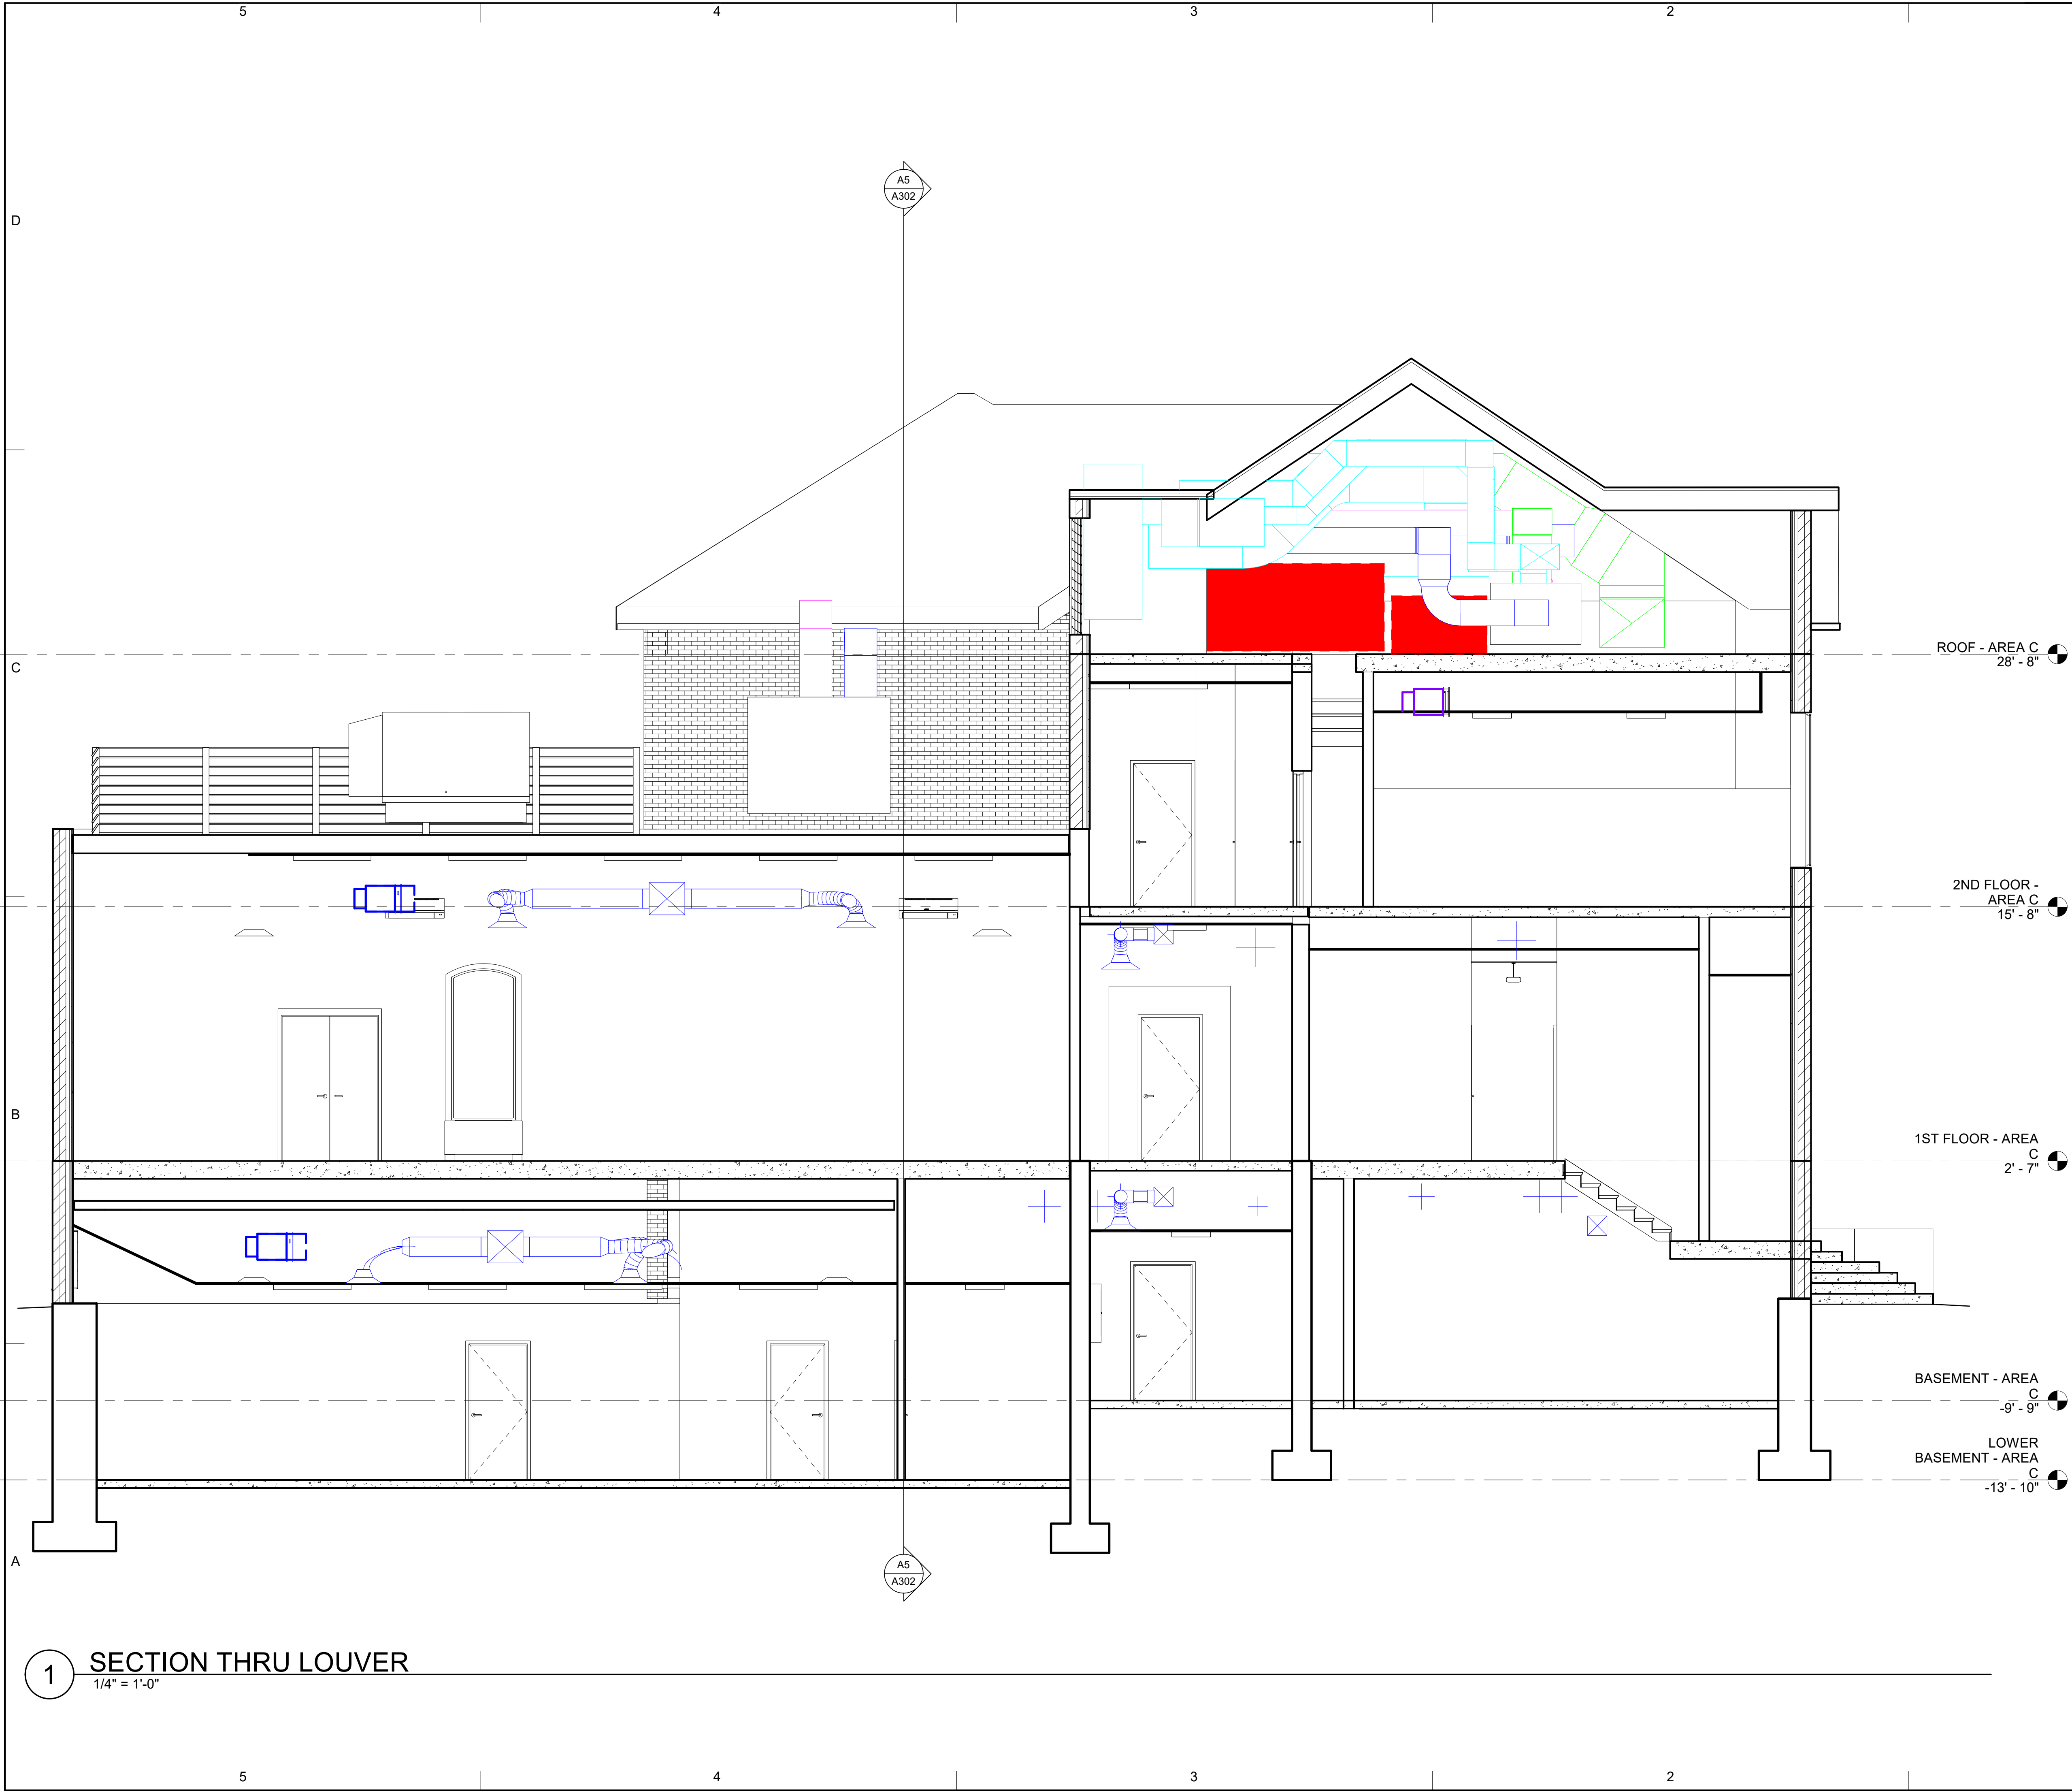 5 4 3 2
A5
A302
D
C
ROOF - AREA C
28' - 8"
2ND FLOOR -
AREA C
15' - 8"
B
1ST FLOOR - AREA
C
2' - 7"
BASEMENT - AREA
C
-9' - 9"
LOWER
BASEMENT - AREA
C
-13' - 10"
A
A5
A302
1 SECTION THRU LOUVER
1/4" = 1'-0"
5 4 3 2